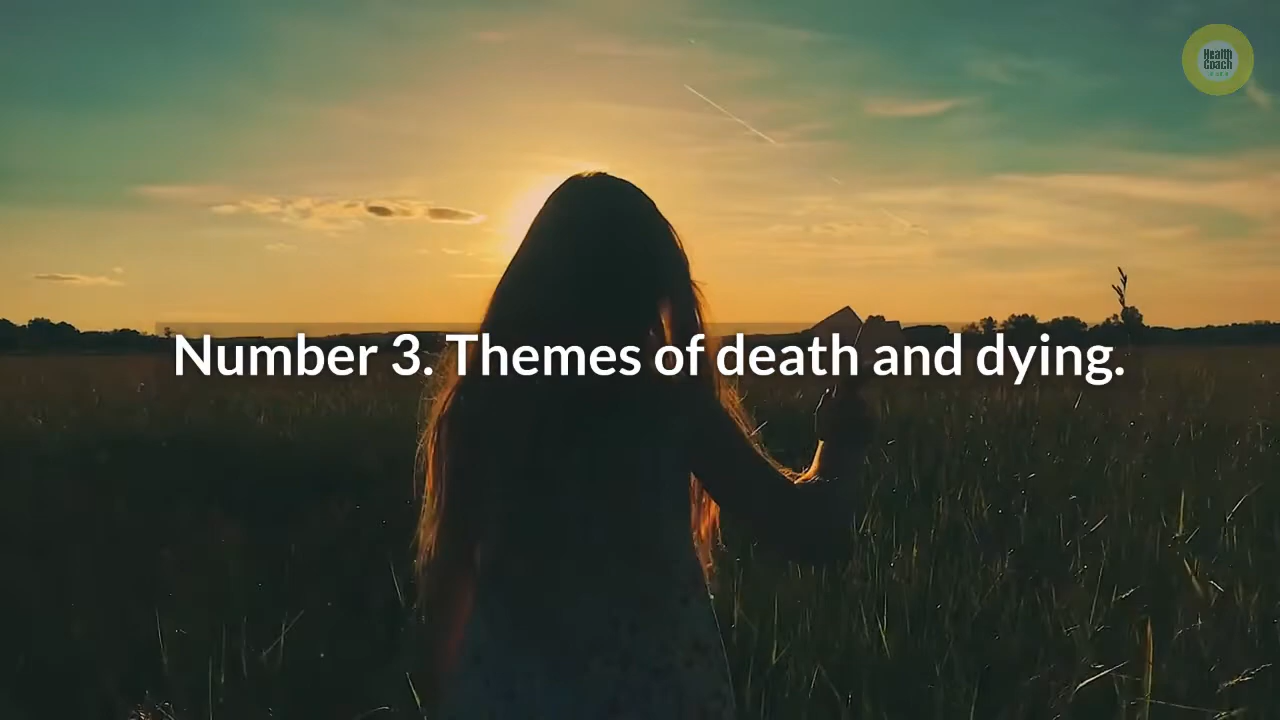 Health
Coach
Number 3. Themes of death and dying.